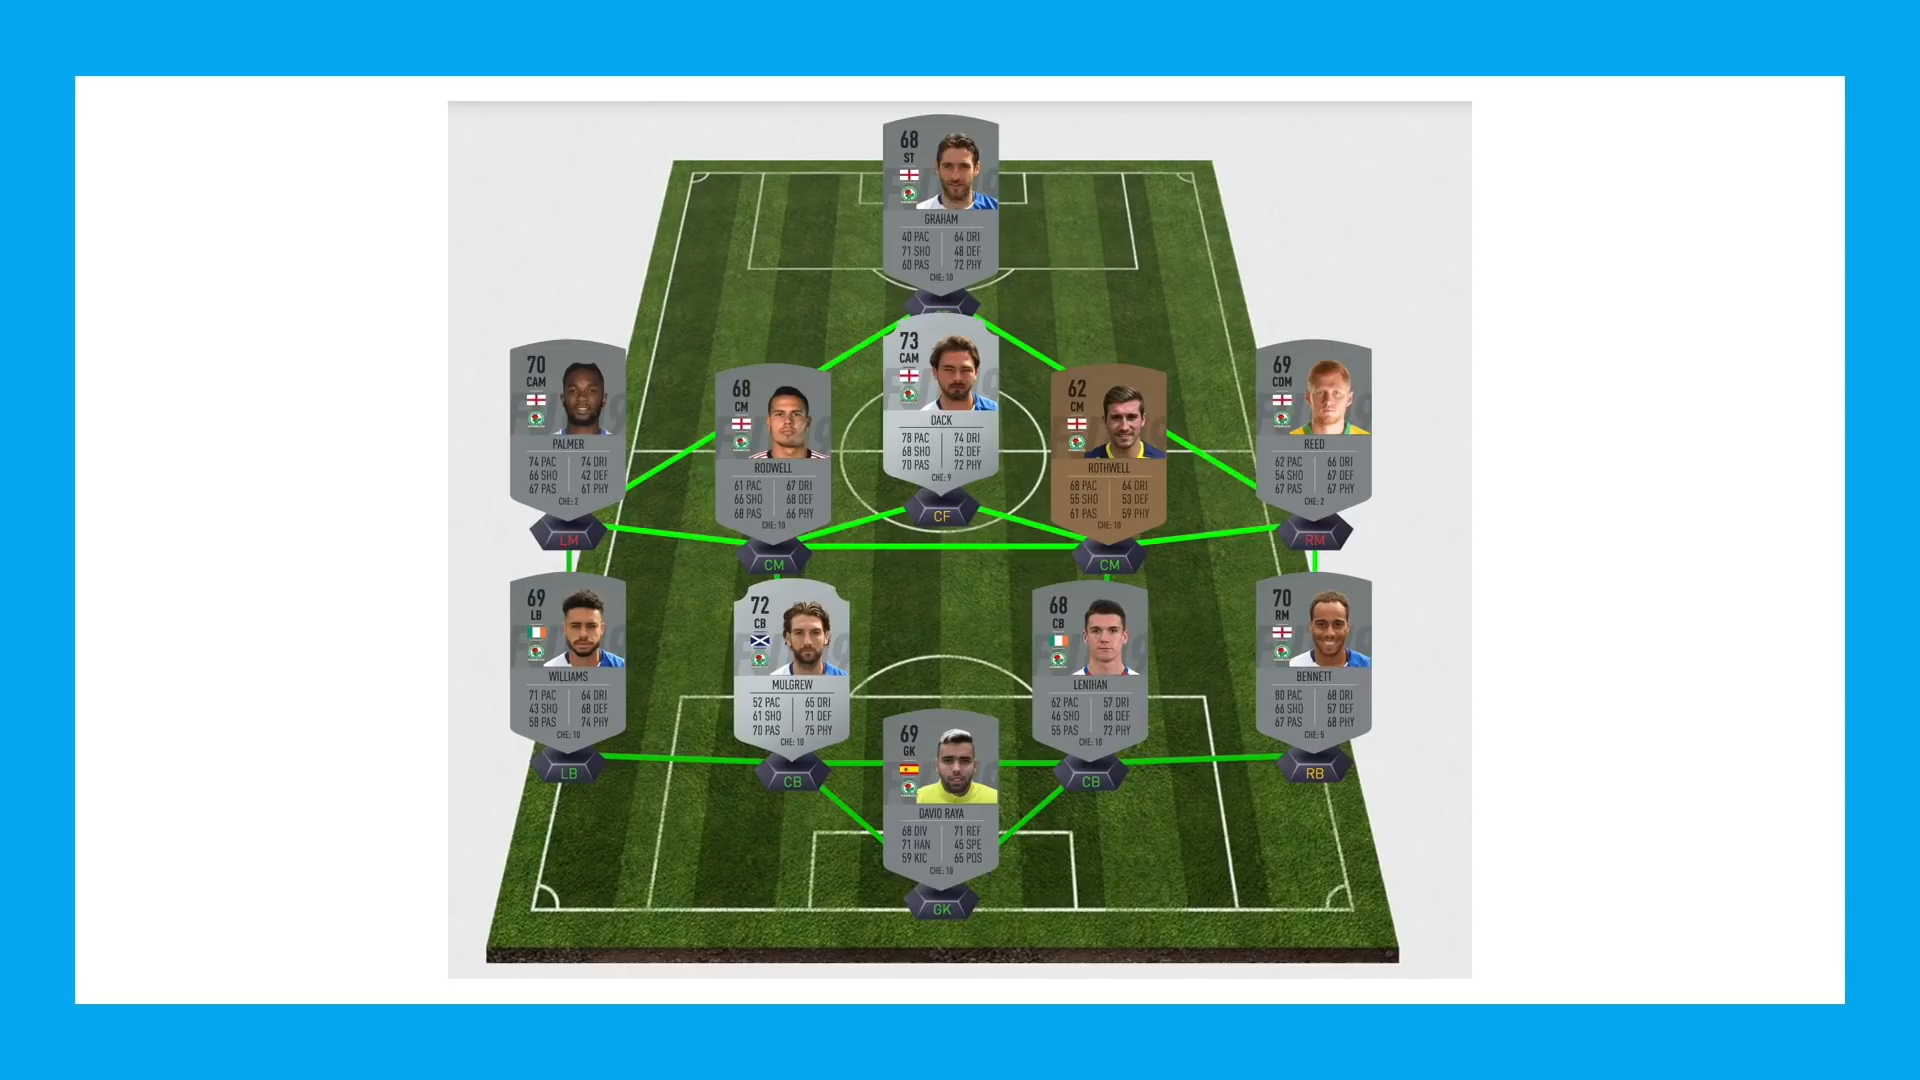 68
ST
GRAHAM
40 PAC 64 DRI
71 SHO 48 DEF
60 PAS 72 PHY
CHE: 10
73
CAM
DACK
78 PAC 74 DRI
68 SHO 52 DEF
70 PAS 72 PHY
CHE: 9
CF
70
CAM
PALMER
74 PAC 74 DRI
66 SHO 42 DEF
67 PAS 61 PHY
CHE: 2
LM
68
CM
RODWELL
61 PAC 67 DRI
66 SHO 68 DEF
68 PAS 66 PHY
CHE: 10
CM
62
CM
ROTHWELL
68 PAC 64 DRI
55 SHO 53 DEF
61 PAS 59 PHY
CHE: 10
CM
69
CDM
REED
62 PAC 66 DRI
54 SHO 67 DEF
67 PAS 67 PHY
CHE: 2
RM
69
LB
WILLIAMS
71 PAC 64 DRI
43 SHO 68 DEF
58 PAS 74 PHY
CHE: 10
LB
72
CB
MULGREW
52 PAC 65 DRI
61 SHO 71 DEF
70 PAS 75 PHY
CHE: 10
CB
68
CB
LENIHAN
62 PAC 57 DRI
46 SHO 68 DEF
55 PAS 72 PHY
CHE: 10
CB
70
RM
BENNETT
80 PAC 68 DRI
66 SHO 57 DEF
67 PAS 68 PHY
CHE: 5
RB
69
GK
DAVID RAYA
68 DIV 71 REF
71 HAN 45 SPE
59 KIC 65 POS
CHE: 10
GK